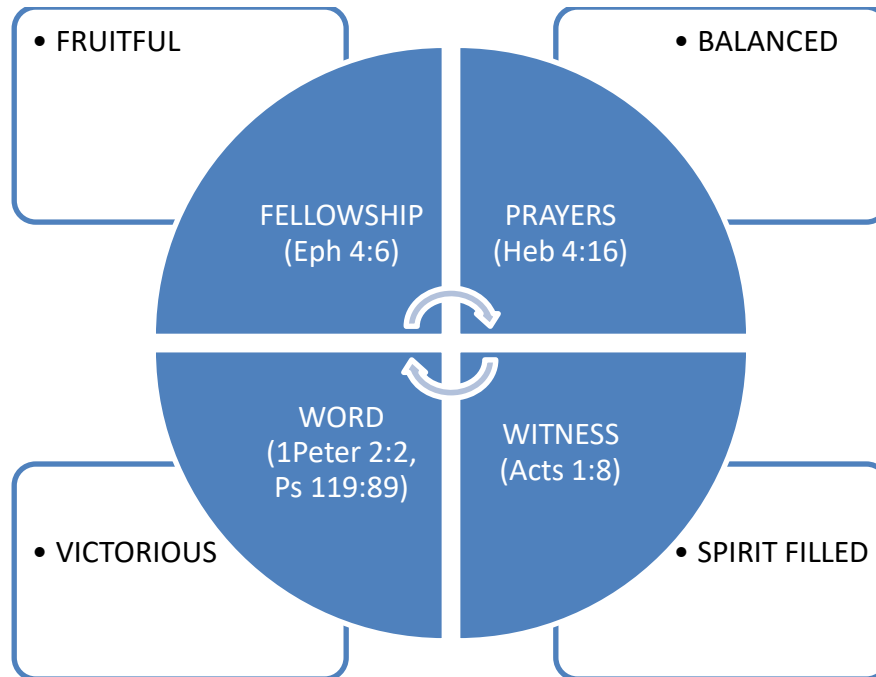 • FRUITFUL
• BALANCED
FELLOWSHIP
(Eph 4:6)
PRAYERS
(Heb 4:16)
WORD
(1Peter 2:2,
Ps 119:89)
WITNESS
(Acts 1:8)
• VICTORIOUS
• SPIRIT FILLED